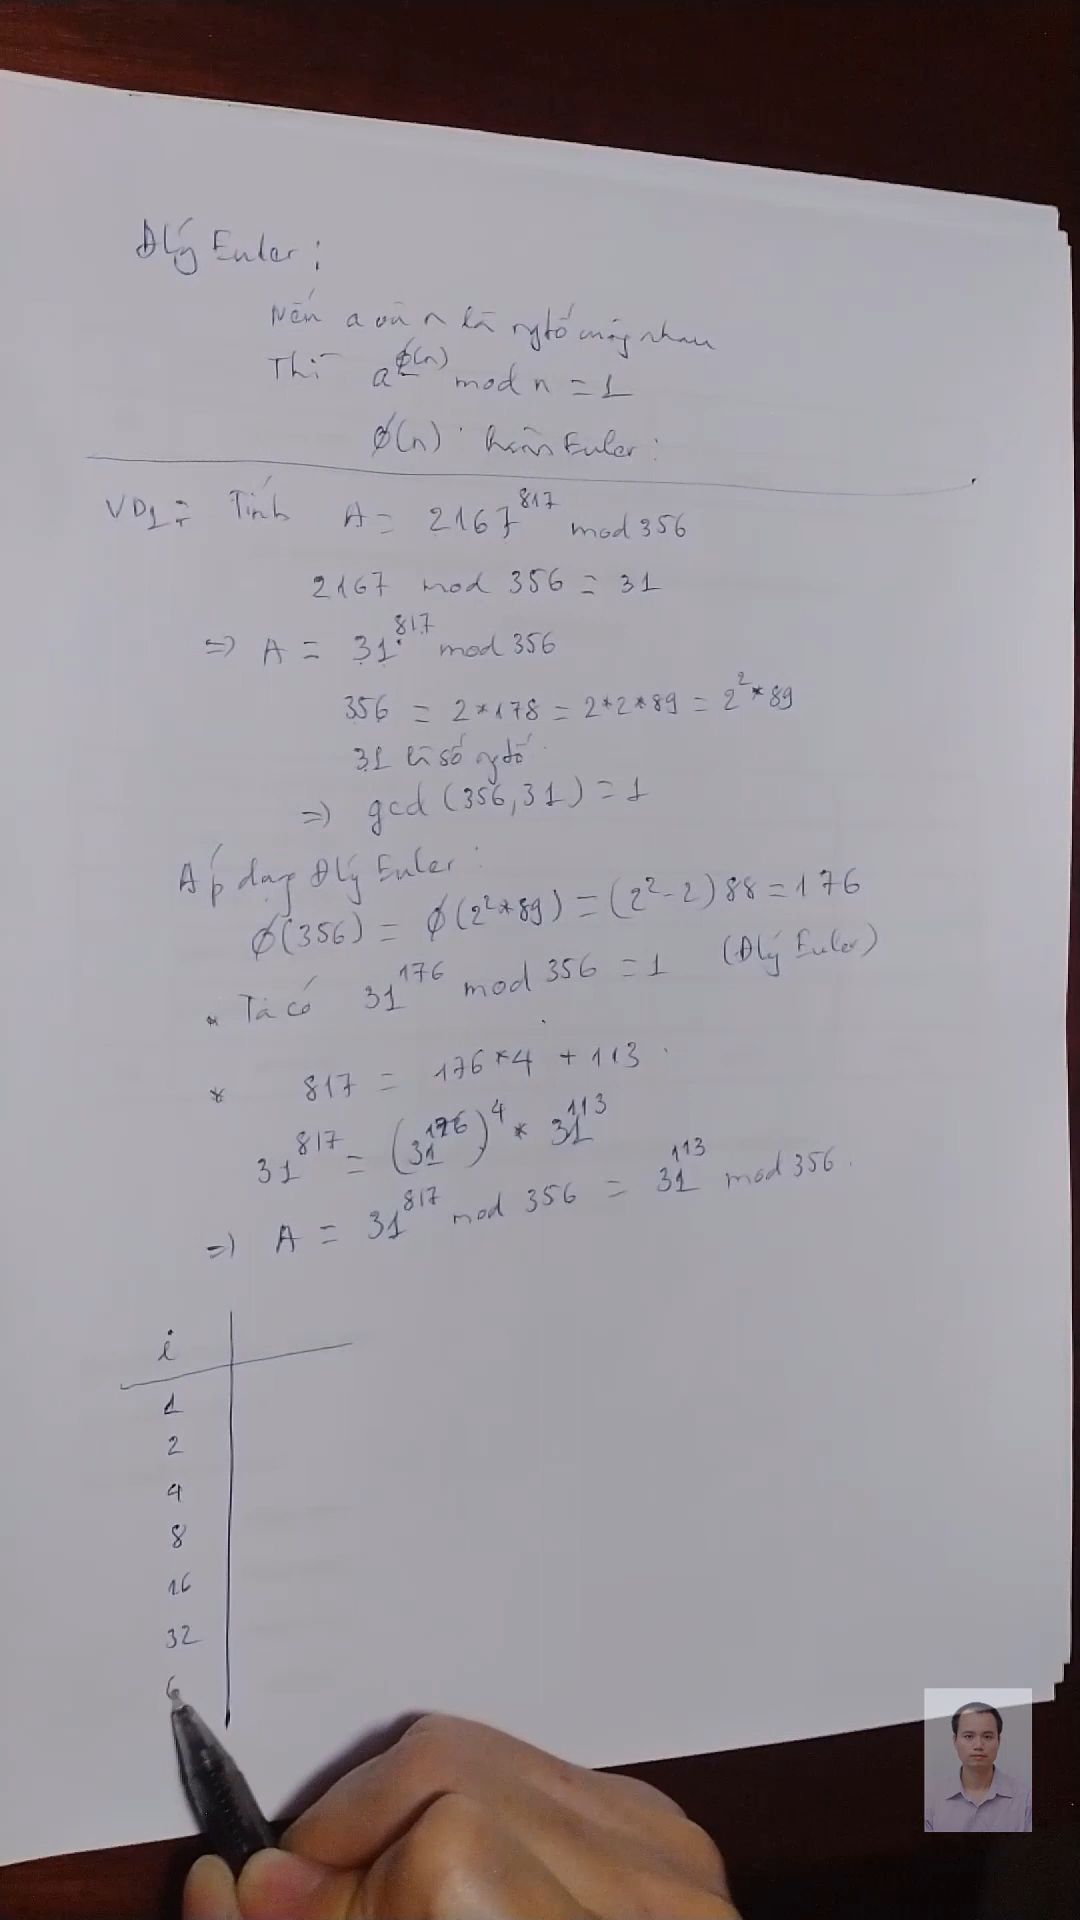 Đlý Euler:
Nếu a và n là ngtố cùng nhau
Thì a^ϕ(n) mod n = 1
ϕ(n): hàm Euler:
VD1: Tính A = 2167^817 mod 356
2167 mod 356 = 31
=> A = 31^817 mod 356
356 = 2*178 = 2*2*89 = 2^2*89
31 là số ngtố
=> gcd (356,31) = 1
Áp dụng Đlý Euler:
ϕ(356) = ϕ(2^2*89) = (2^2-2)88 = 176
* Ta có 31^176 mod 356 = 1 (Đlý Euler)
* 817 = 176*4 + 113
31^817 = (31^176)^4 * 31^113
=> A = 31^817 mod 356 = 31^113 mod 356.
i
1
2
4
8
16
32
6